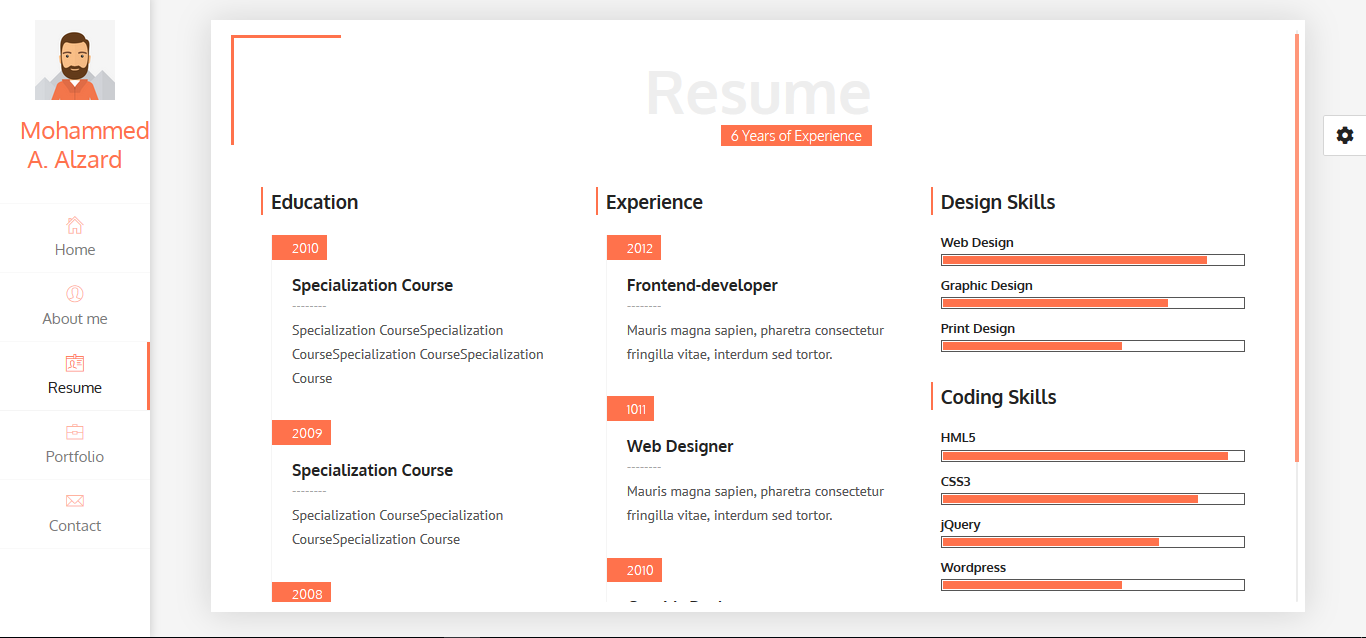 Mohammed
A. Alzard
Home
About me
Resume
Portfolio
Contact
Resume
6 Years of Experience
Education
2010
Specialization Course
--------
Specialization CourseSpecialization
CourseSpecialization CourseSpecialization
Course
2009
Specialization Course
--------
Specialization CourseSpecialization
CourseSpecialization Course
2008
Experience
2012
Frontend-developer
--------
Mauris magna sapien, pharetra consectetur
fringilla vitae, interdum sed tortor.
1011
Web Designer
--------
Mauris magna sapien, pharetra consectetur
fringilla vitae, interdum sed tortor.
2010
Design Skills
Web Design
Graphic Design
Print Design
Coding Skills
HML5
CSS3
jQuery
Wordpress